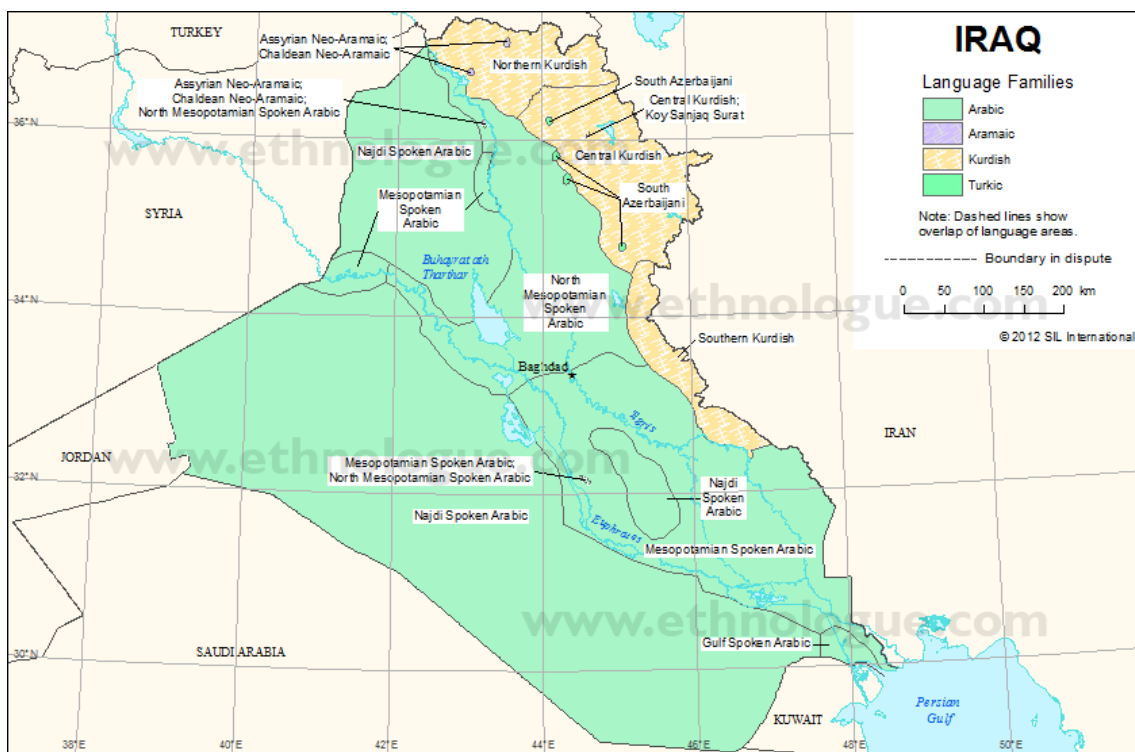 IRAQ
Language Families
Arabic
Aramaic
Kurdish
Turkic
Note: Dashed lines show
overlap of language areas.
Boundary in dispute
0 50 100 150 200 km
© 2012 SIL International
TURKEY
Assyrian Neo-Aramaic;
Chaldean Neo-Aramaic
Northern Kurdish
Assyrian Neo-Aramaic;
Chaldean Neo-Aramaic;
North Mesopotamian Spoken Arabic
South Azerbaijani
Central Kurdish;
Koy Sanjaq Surat
36°N
www.ethnologue.com
Najdi Spoken Arabic
Central Kurdish
South
Azerbaijani
Mesopotamian
Spoken
Arabic
SYRIA
Buhayrat ath
Tharthar
North
Mesopotamian
Spoken
Arabic
34°N
www.ethnologue.com
Southern Kurdish
Baghdad
Tigris
IRAN
JORDAN
www.ethnologue.com
Mesopotamian Spoken Arabic;
North Mesopotamian Spoken Arabic
32°N
Najdi
Spoken
Arabic
Najdi Spoken Arabic
Euphrates
Mesopotamian Spoken Arabic
www.ethnologue.com
30°N
SAUDI ARABIA
Gulf Spoken Arabic
KUWAIT
Persian
Gulf
38°E
40°E
42°E
44°E
46°E
48°E
50°E